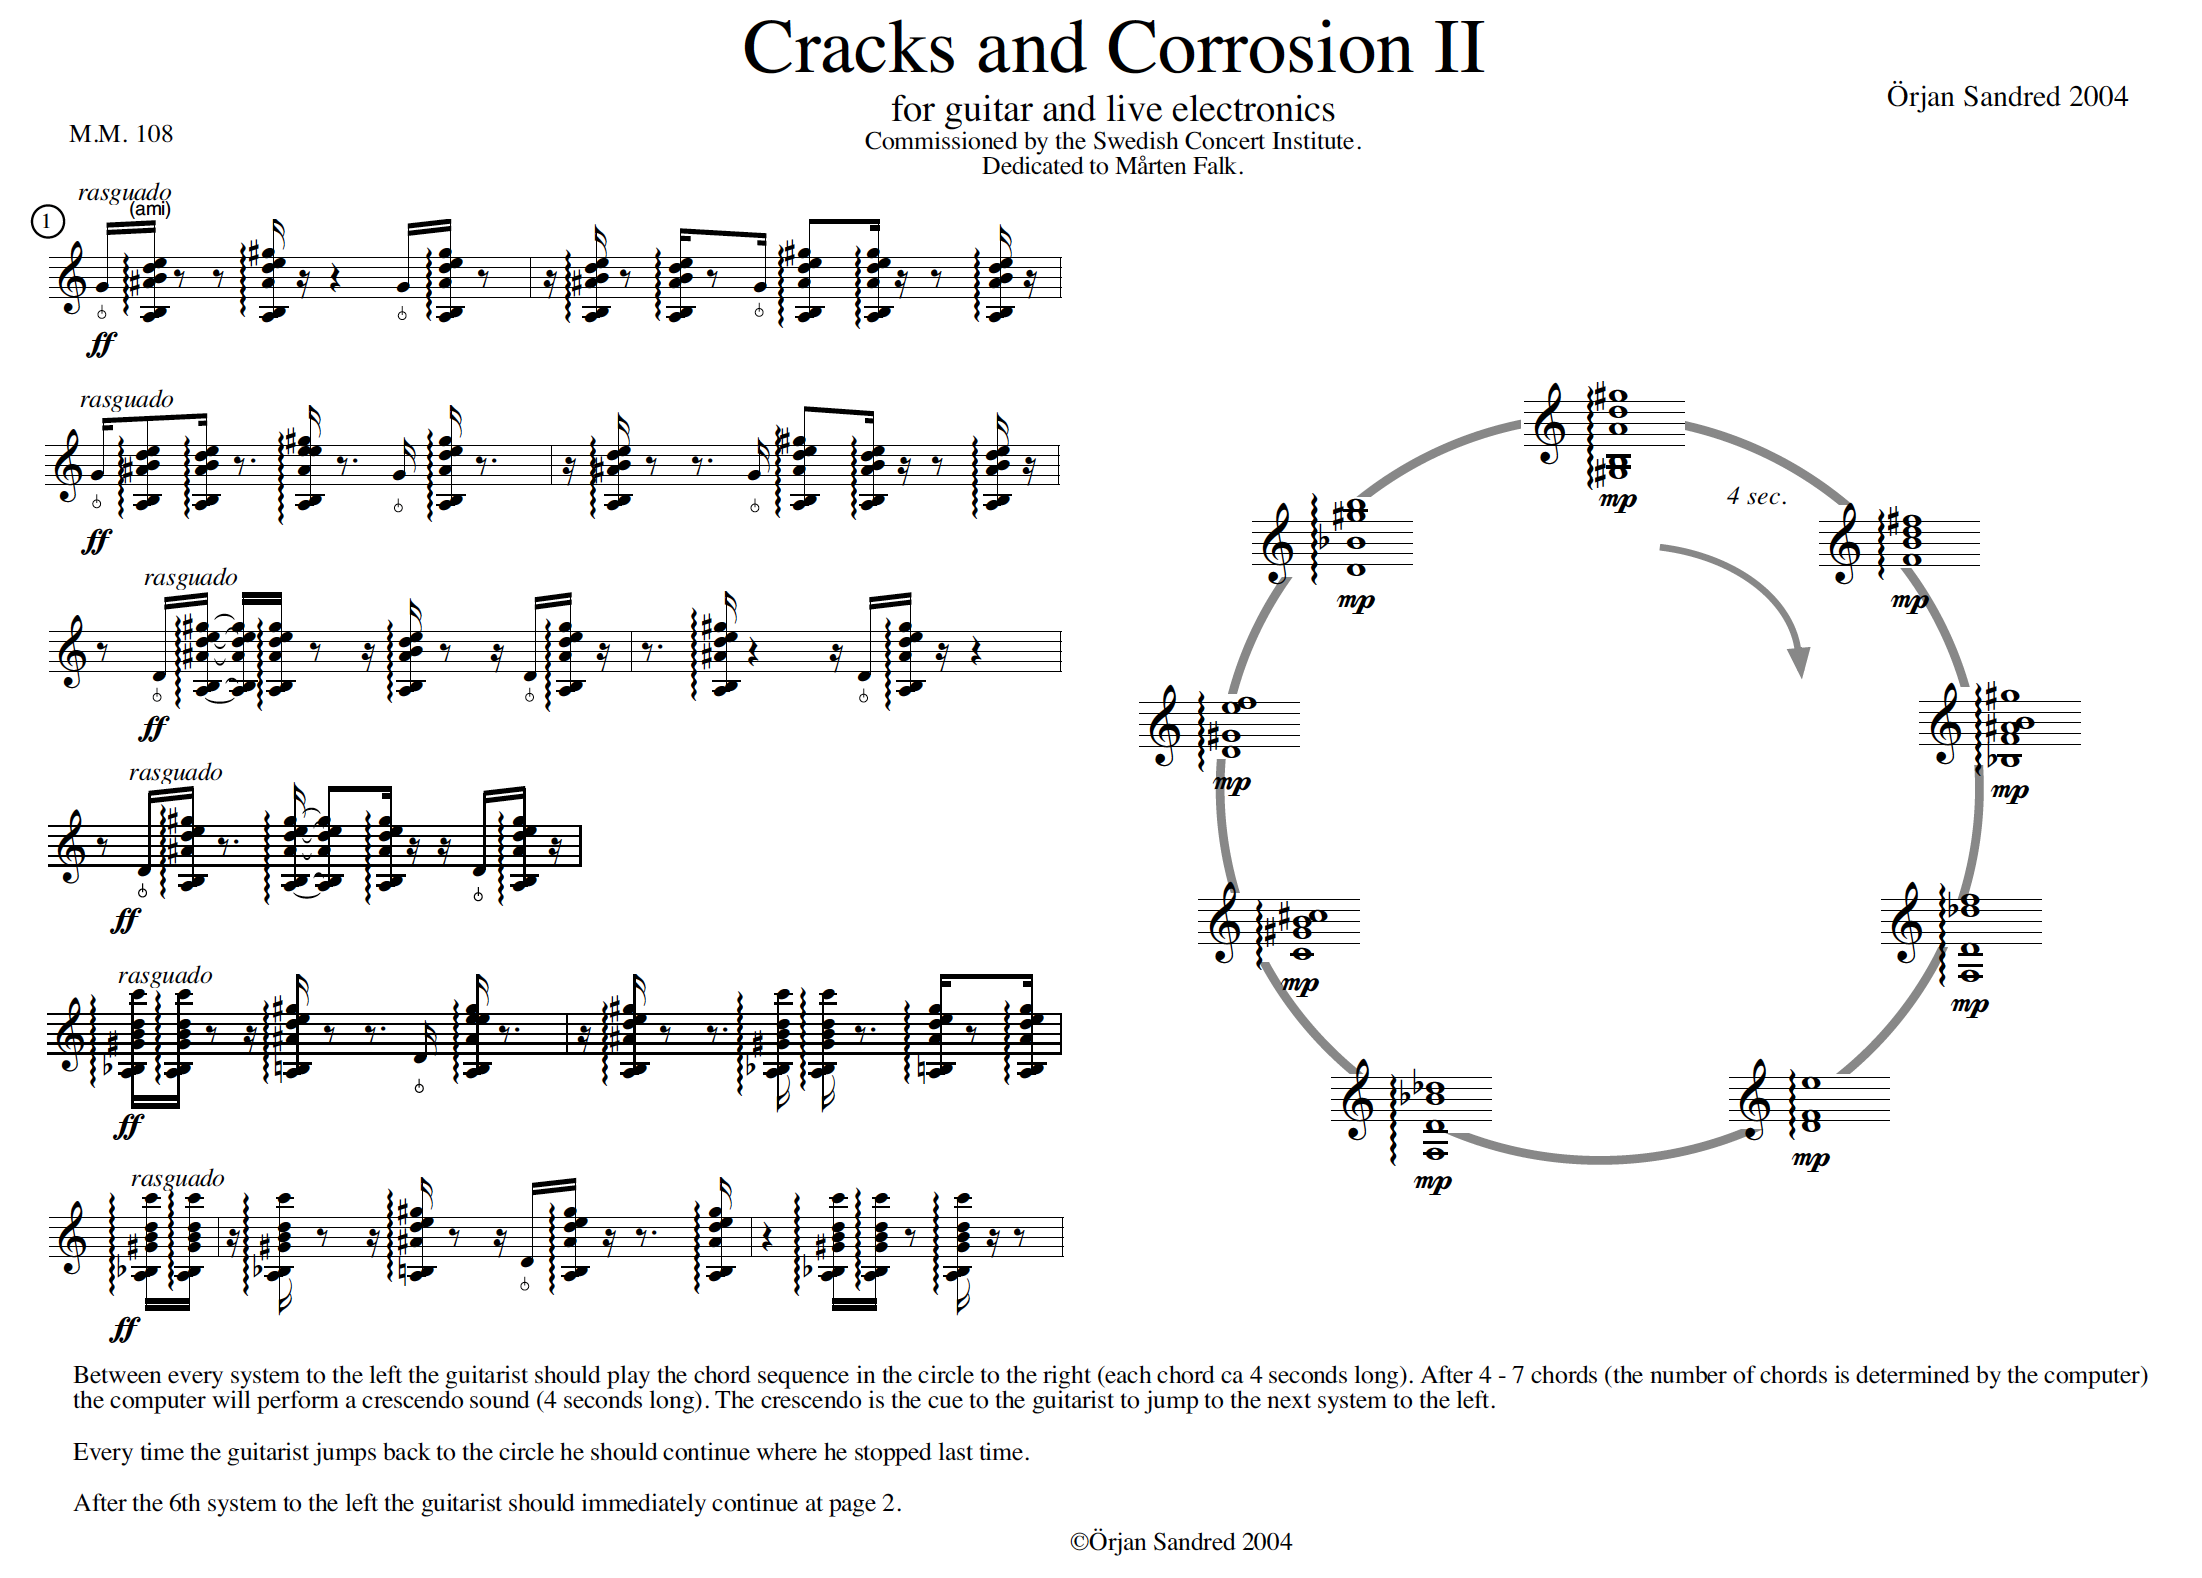 Cracks and Corrosion II
for guitar and live electronics
Commissioned by the Swedish Concert Institute.
Dedicated to Mårten Falk.
Örjan Sandred 2004
M.M. 108
rasguado
(ami)
1
ff
rasguado
ff
rasguado
ff
rasguado
ff
rasguado
ff
rasguado
ff
mp
4 sec.
mp
mp
mp
mp
mp
mp
mp
mp
Between every system to the left the guitarist should play the chord sequence in the circle to the right (each chord ca 4 seconds long). After 4 - 7 chords (the number of chords is determined by the computer)
the computer will perform a crescendo sound (4 seconds long). The crescendo is the cue to the guitarist to jump to the next system to the left.
Every time the guitarist jumps back to the circle he should continue where he stopped last time.
After the 6th system to the left the guitarist should immediately continue at page 2.
©Örjan Sandred 2004